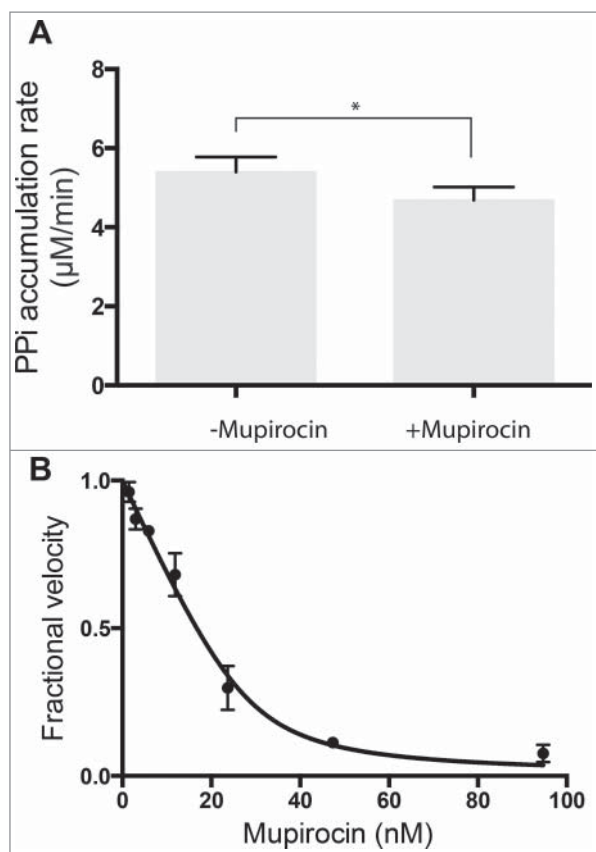 A
PPi accumulation rate
(µM/min)
8
6
4
2
0
*
-Mupirocin +Mupirocin
B
Fractional velocity
1.0
0.5
0.0
0 20 40 60 80 100
Mupirocin (nM)